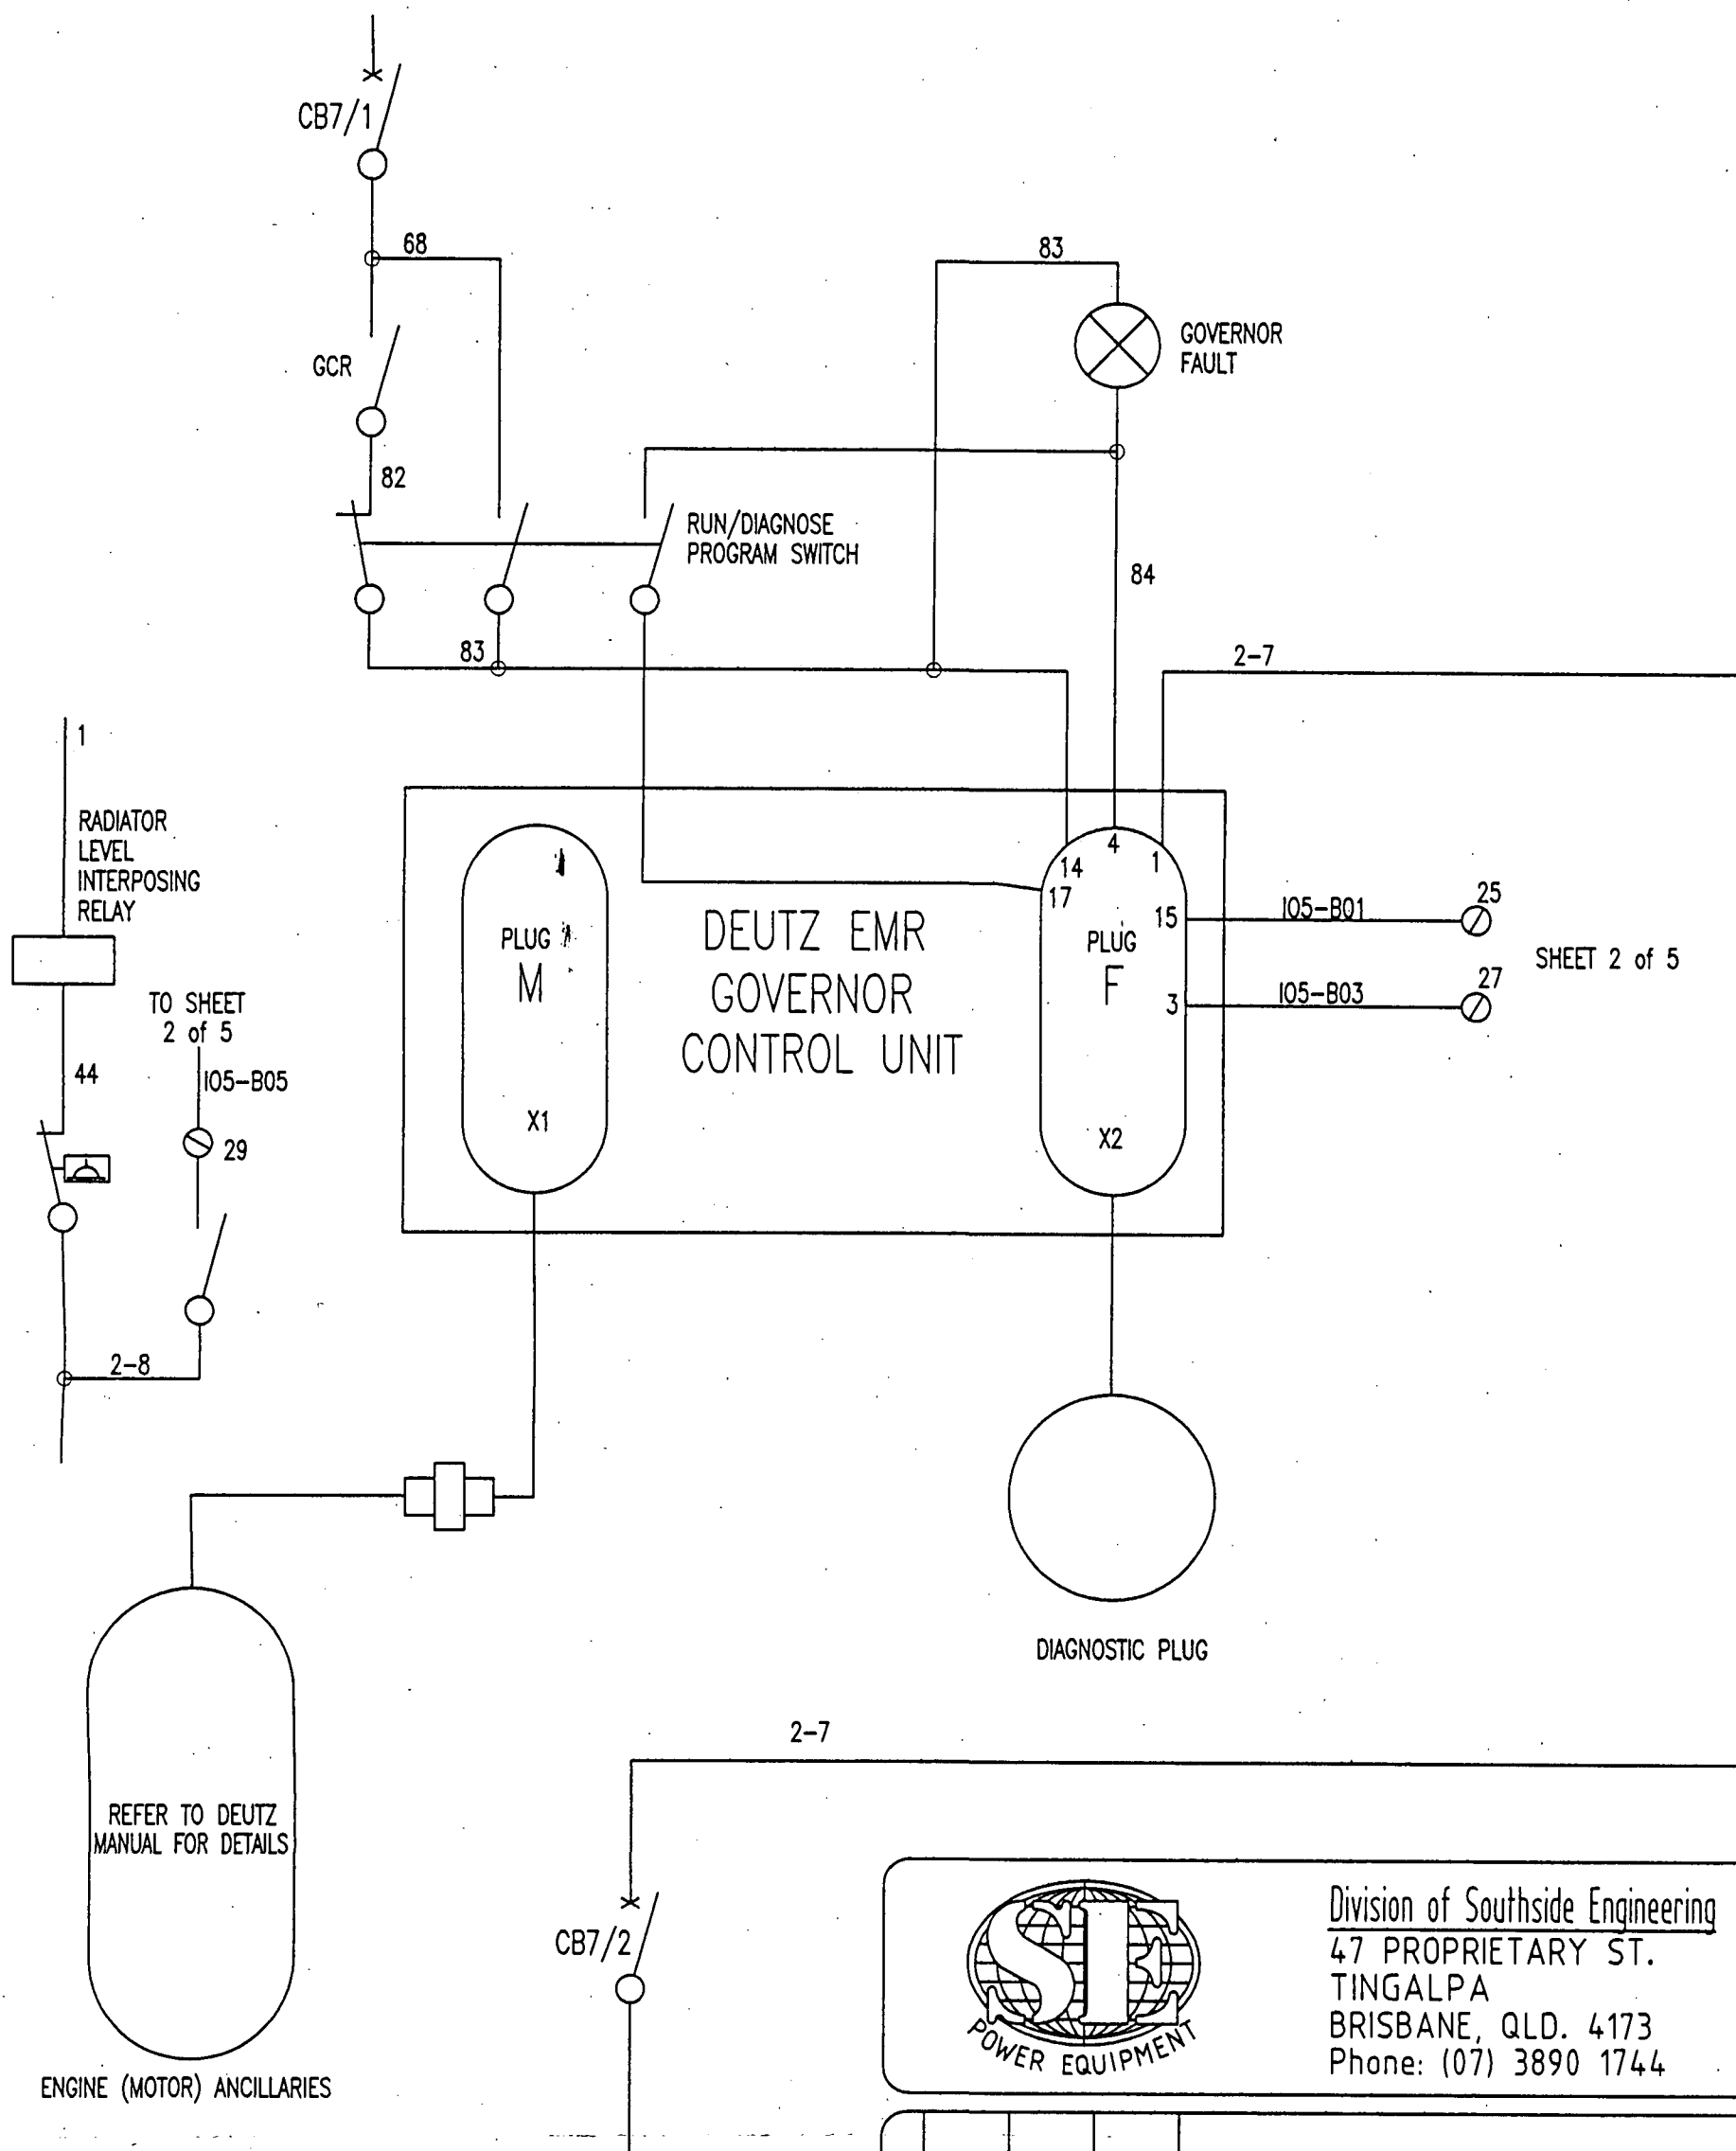 CB7/1
68
83
GOVERNOR
FAULT
GCR
82
RUN/DIAGNOSE
PROGRAM SWITCH
84
83
2-7
1
RADIATOR
LEVEL
INTERPOSING
RELAY
14
4
1
17
15
PLUG
M
DEUTZ EMR
GOVERNOR
CONTROL UNIT
PLUG
F
3
I05-B01
25
SHEET 2 of 5
I05-B03
27
TO SHEET
2 of 5
44
I05-B05
29
X1
X2
2-8
DIAGNOSTIC PLUG
2-7
REFER TO DEUTZ
MANUAL FOR DETAILS
CB7/2
ENGINE (MOTOR) ANCILLARIES
SE
POWER EQUIPMENT
Division of Southside Engineering
47 PROPRIETARY ST.
TINGALPA
BRISBANE, QLD. 4173
Phone: (07) 3890 1744